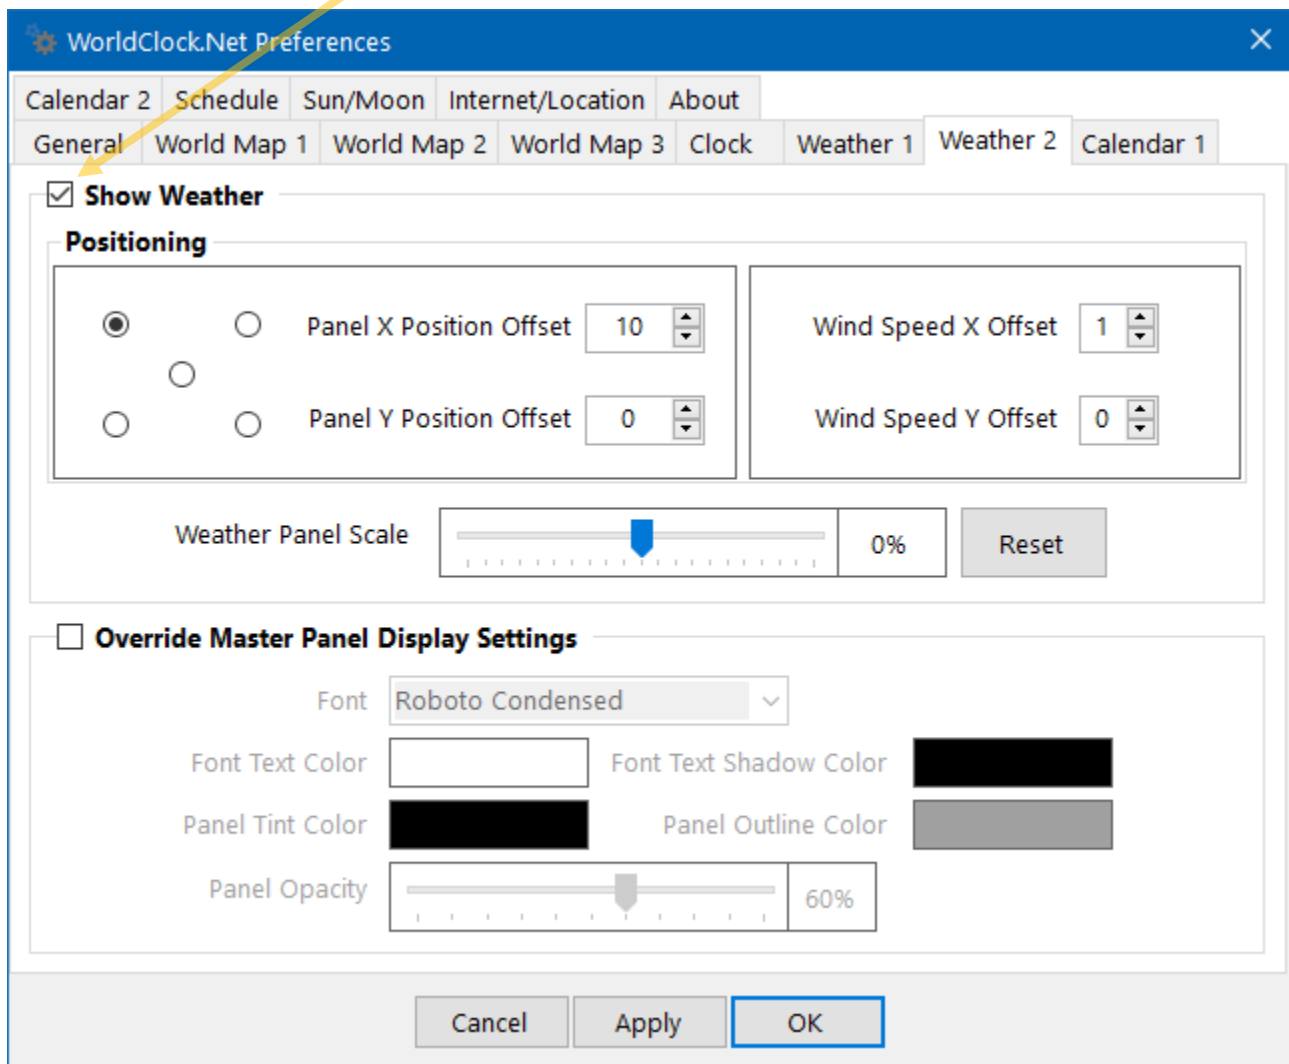 WorldClock.Net Preferences
Calendar 2 Schedule Sun/Moon Internet/Location About
General World Map 1 World Map 2 World Map 3 Clock Weather 1 Weather 2 Calendar 1
Show Weather
Positioning
Panel X Position Offset 10 Wind Speed X Offset 1
Panel Y Position Offset 0 Wind Speed Y Offset 0
Weather Panel Scale 0% Reset
Override Master Panel Display Settings
Font Roboto Condensed
Font Text Color Font Text Shadow Color
Panel Tint Color Panel Outline Color
Panel Opacity 60%
Cancel Apply OK